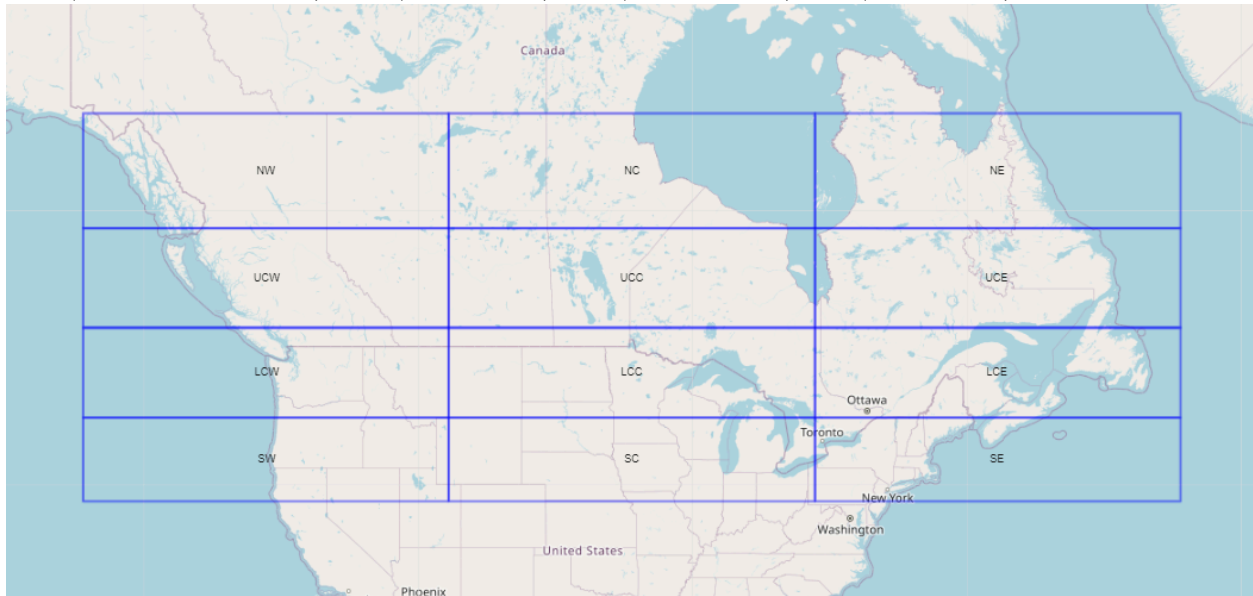 Canada
NW
NC
NE
UCW
UCC
UCE
LCW
LCC
LCE
Ottawa
Toronto
SW
SC
SE
New York
Washington
United States
Phoenix